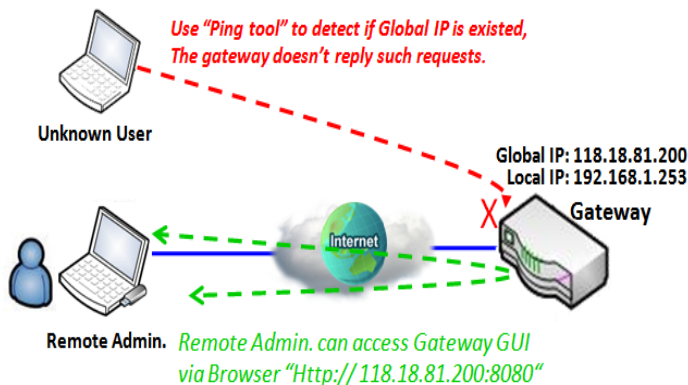 Use “Ping tool” to detect if Global IP is existed,
The gateway doesn’t reply such requests.
Unknown User
Global IP: 118.18.81.200
Local IP: 192.168.1.253
X
Gateway
Internet
Remote Admin.
Remote Admin. can access Gateway GUI
via Browser “Http:// 118.18.81.200:8080“